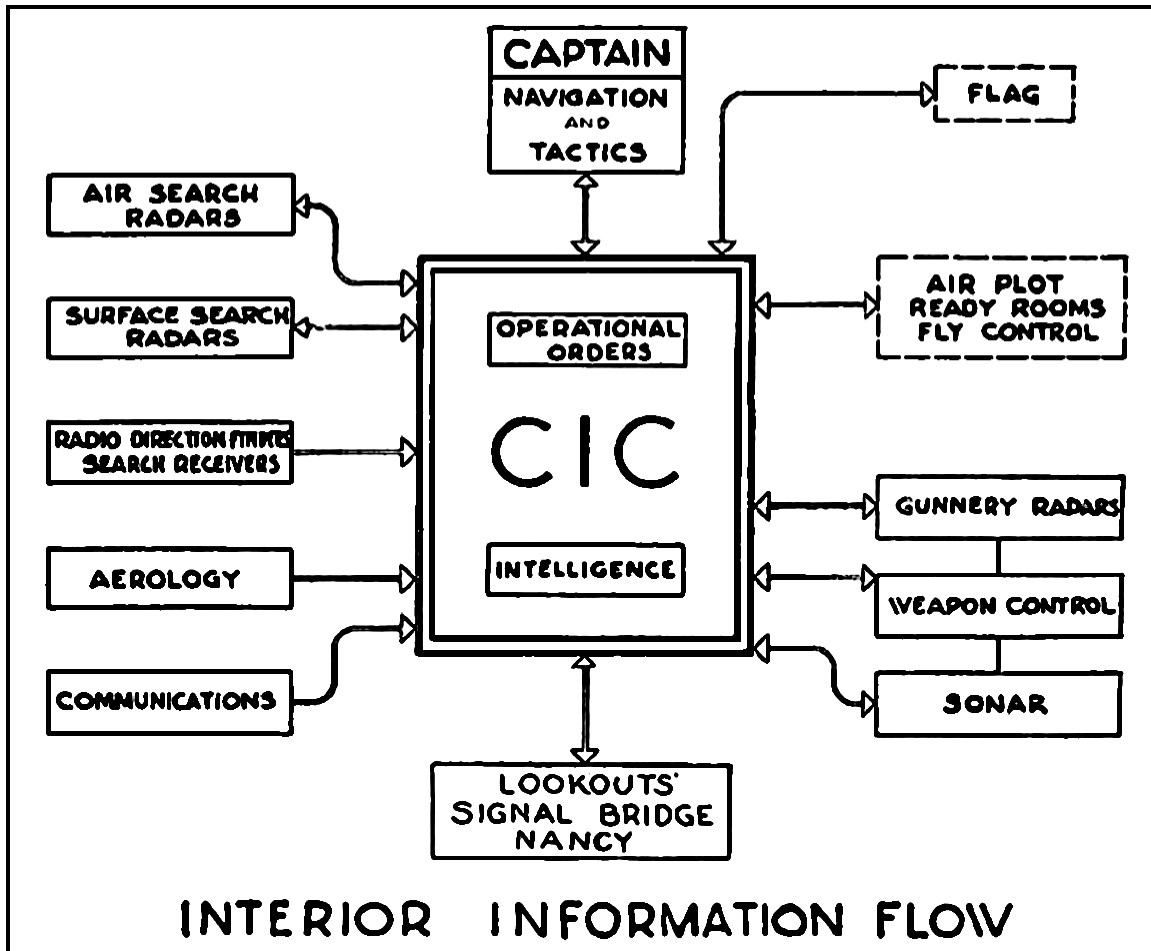 CAPTAIN
NAVIGATION
AND
TACTICS
FLAG
AIR SEARCH
RADARS
SURFACE SEARCH
RADARS
RADIO DIRECTION FINDERS
SEARCH RECEIVERS
AEROLOGY
COMMUNICATIONS
OPERATIONAL
ORDERS
CIC
INTELLIGENCE
AIR PLOT
READY ROOMS
FLY CONTROL
GUNNERY RADARS
WEAPON CONTROL
SONAR
LOOKOUTS'
SIGNAL BRIDGE
NANCY
INTERIOR INFORMATION FLOW